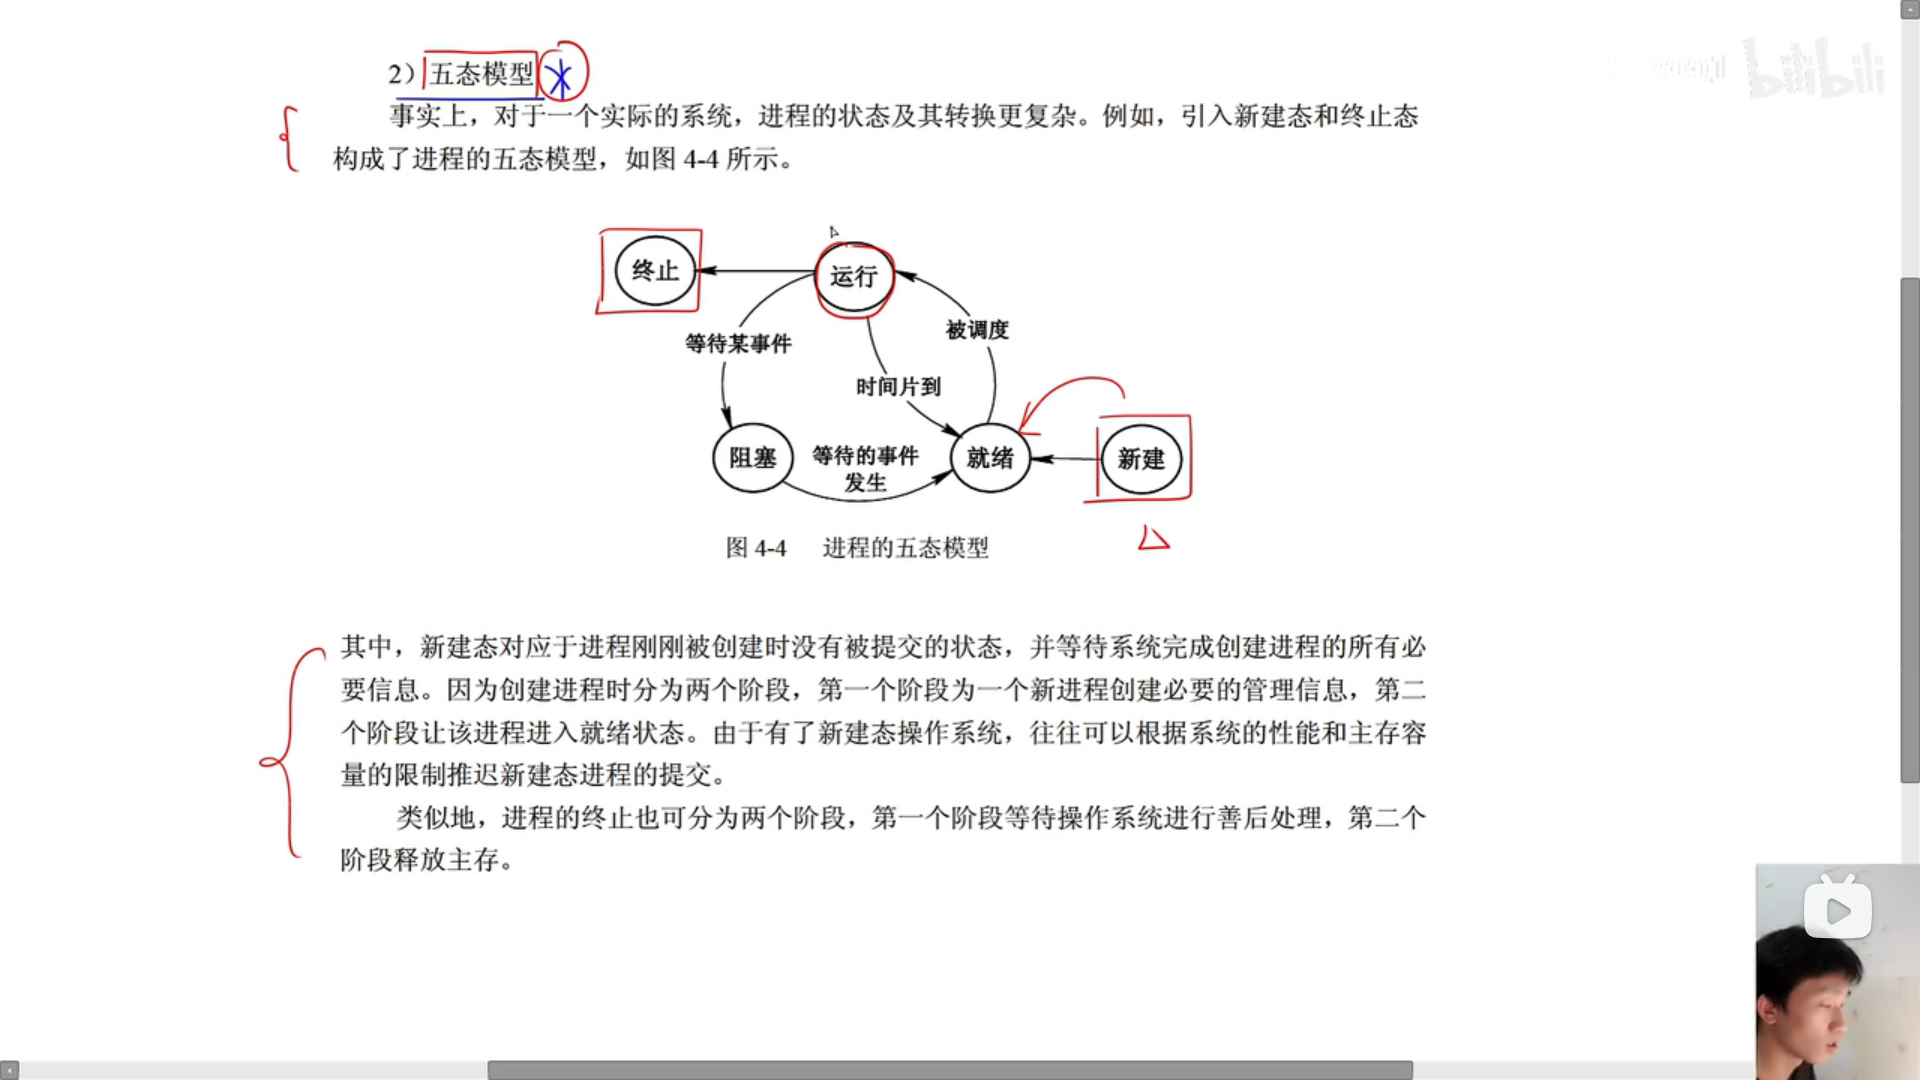 2）五态模型
bilibili
事实上，对于一个实际的系统，进程的状态及其转换更复杂。例如，引入新建态和终止态
构成了进程的五态模型，如图 4-4 所示。
终止
运行
等待某事件
被调度
时间片到
阻塞
等待的事件
发生
就绪
新建
图 4-4 进程的五态模型
其中，新建态对应于进程刚刚被创建时没有被提交的状态，并等待系统完成创建进程的所有必
要信息。因为创建进程时分为两个阶段，第一个阶段为一个新进程创建必要的管理信息，第二
个阶段让该进程进入就绪状态。由于有了新建态操作系统，往往可以根据系统的性能和主存容
量的限制推迟新建态进程的提交。
类似地，进程的终止也可分为两个阶段，第一个阶段等待操作系统进行善后处理，第二个
阶段释放主存。